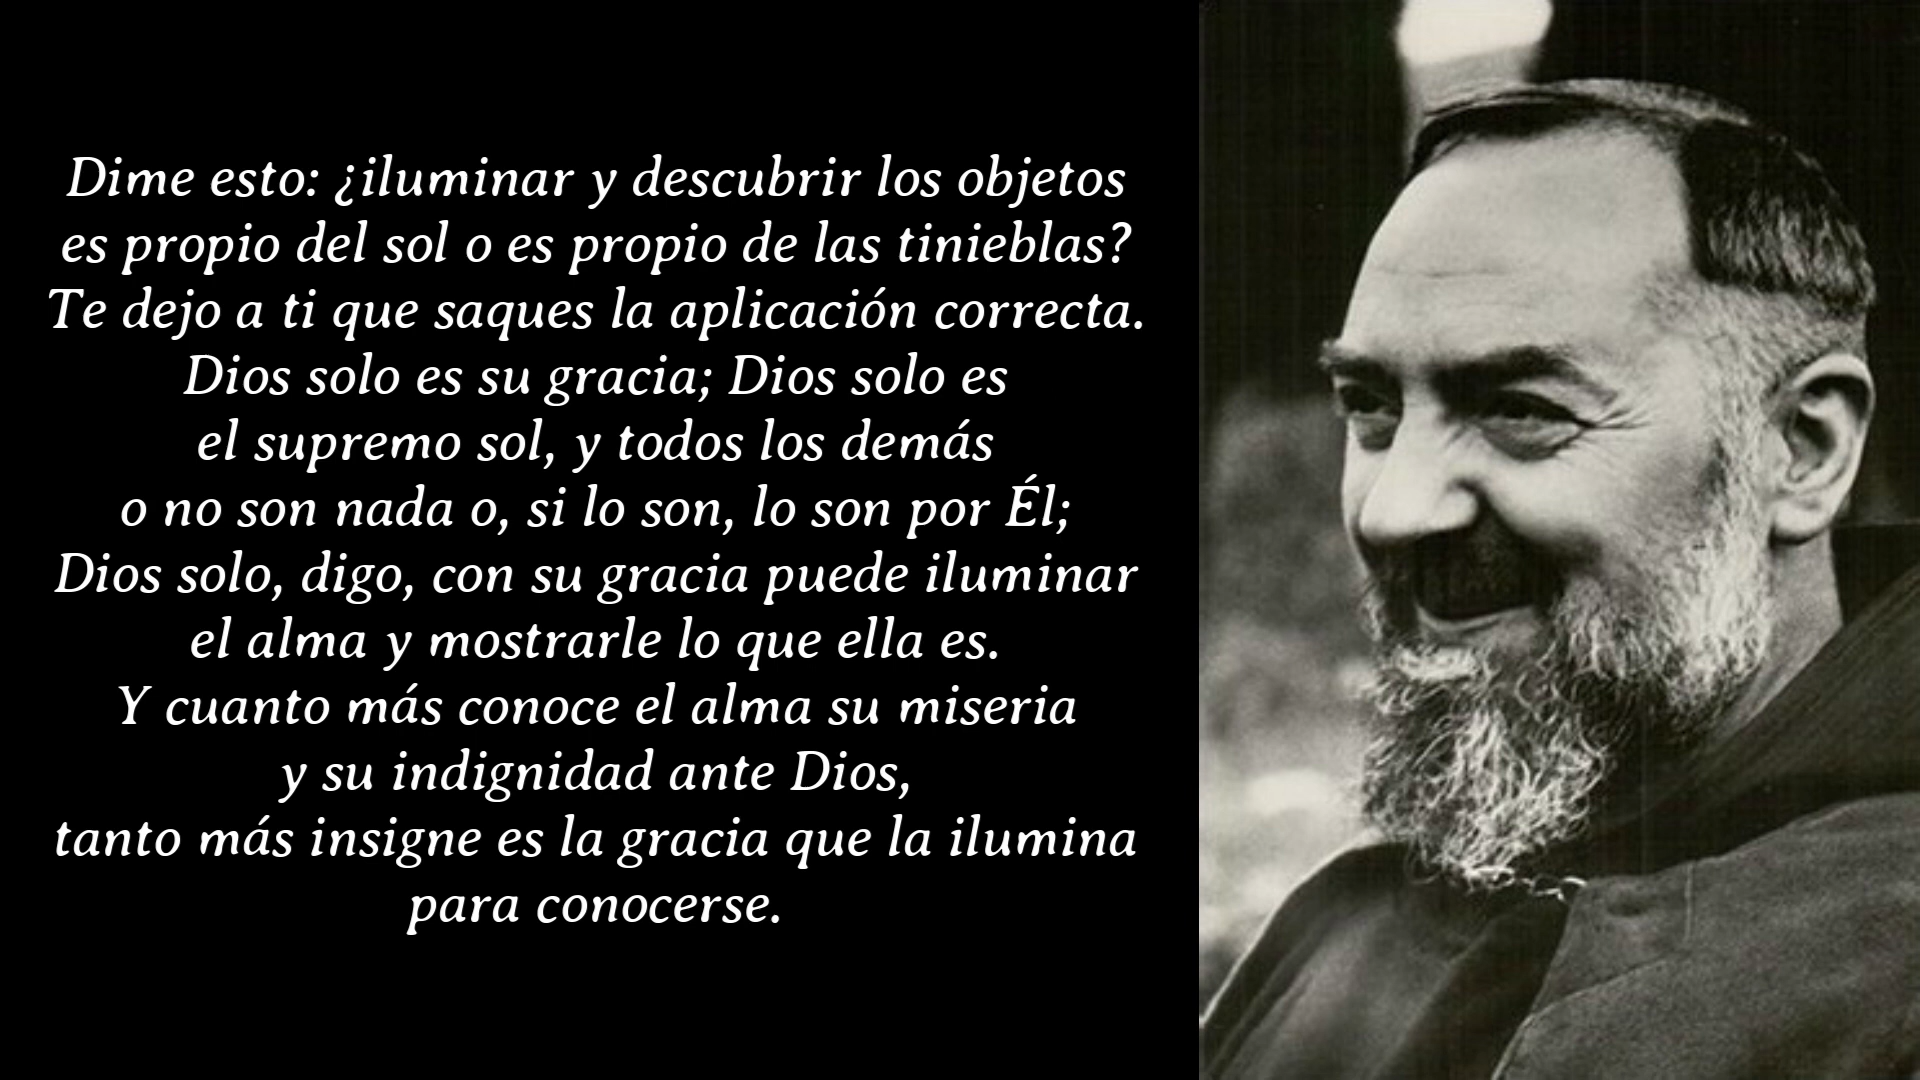 Dime esto: ¿iluminar y descubrir los objetos
es propio del sol o es propio de las tinieblas?
Te dejo a ti que saques la aplicación correcta.
Dios solo es su gracia; Dios solo es
el supremo sol, y todos los demás
o no son nada o, si lo son, lo son por Él;
Dios solo, digo, con su gracia puede iluminar
el alma y mostrarle lo que ella es.
Y cuanto más conoce el alma su miseria
y su indignidad ante Dios,
tanto más insigne es la gracia que la ilumina
para conocerse.